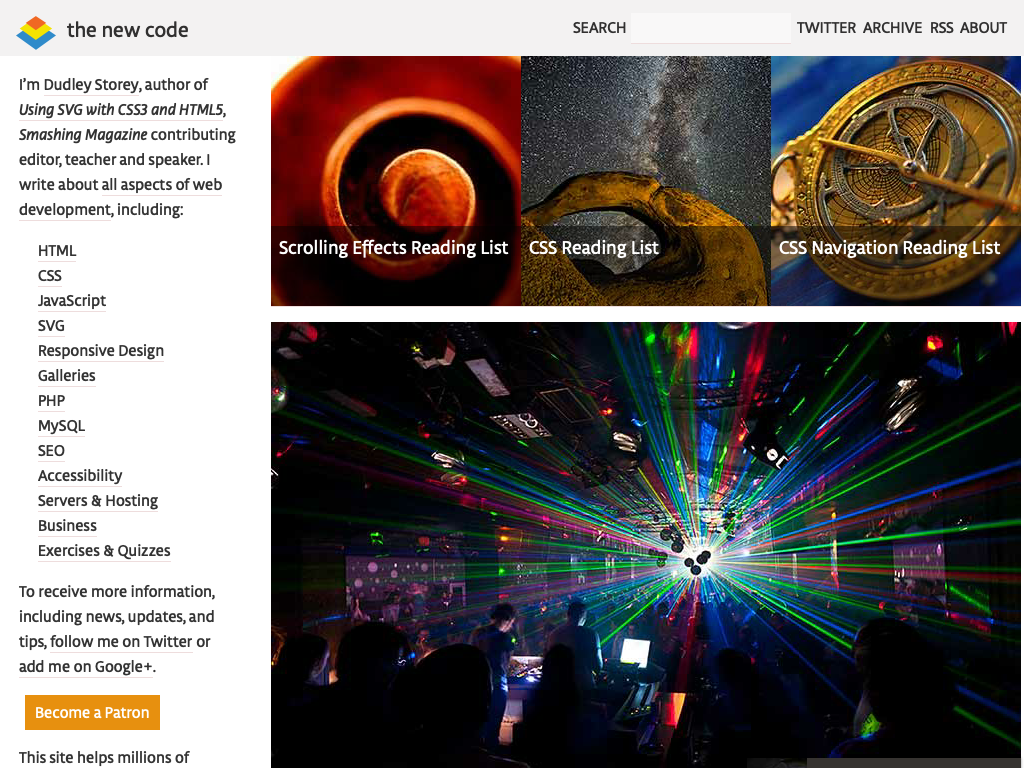 the new code
SEARCH TWITTER ARCHIVE RSS ABOUT
I'm Dudley Storey, author of
Using SVG with CSS3 and HTML5,
Smashing Magazine contributing
editor, teacher and speaker. I
write about all aspects of web
development, including:
HTML
CSS
JavaScript
SVG
Responsive Design
Galleries
PHP
MySQL
SEO
Accessibility
Servers & Hosting
Business
Exercises & Quizzes
To receive more information,
including news, updates, and
tips, follow me on Twitter or
add me on Google+.
Become a Patron
This site helps millions of
Scrolling Effects Reading List
CSS Reading List
CSS Navigation Reading List